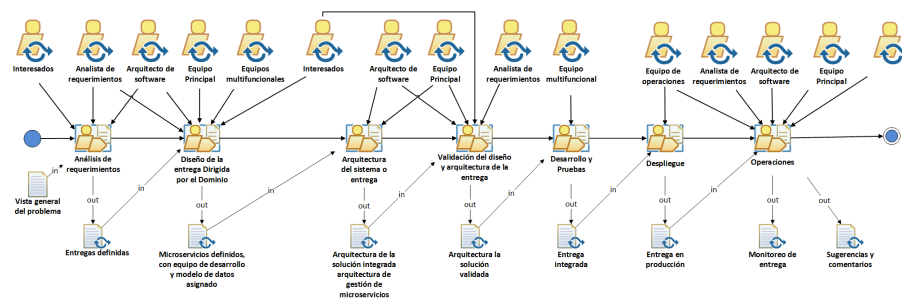 Interesados
Analista de
requerimientos
Arquitecto de
software
Equipo
Principal
Equipos
multifuncionales
Interesados
Arquitecto de
software
Equipo
Principal
Analista de
requerimientos
Equipo
multifuncional
Equipo de
operaciones
Analista de
requerimientos
Arquitecto de
software
Equipo
Principal
Análisis de
requerimientos
Diseño de la
entrega Dirigida
por el Dominio
Arquitectura
del sistema o
entrega
Validación del diseño
y arquitectura de la
entrega
Desarrollo y
Pruebas
Despliegue
Operaciones
in
in
in
in
in
in
in
Vista general
del problema
out
out
out
out
out
out
out
out
Entregas definidas
Microservicios definidos,
con equipo de desarrollo
y modelo de datos
asignado
Arquitectura de la
solución integrada
arquitectura de
gestión de
microservicios
Arquitectura la
solución
validada
Entrega
integrada
Entrega en
producción
Monitoreo de
entrega
Sugerencias y
comentarios